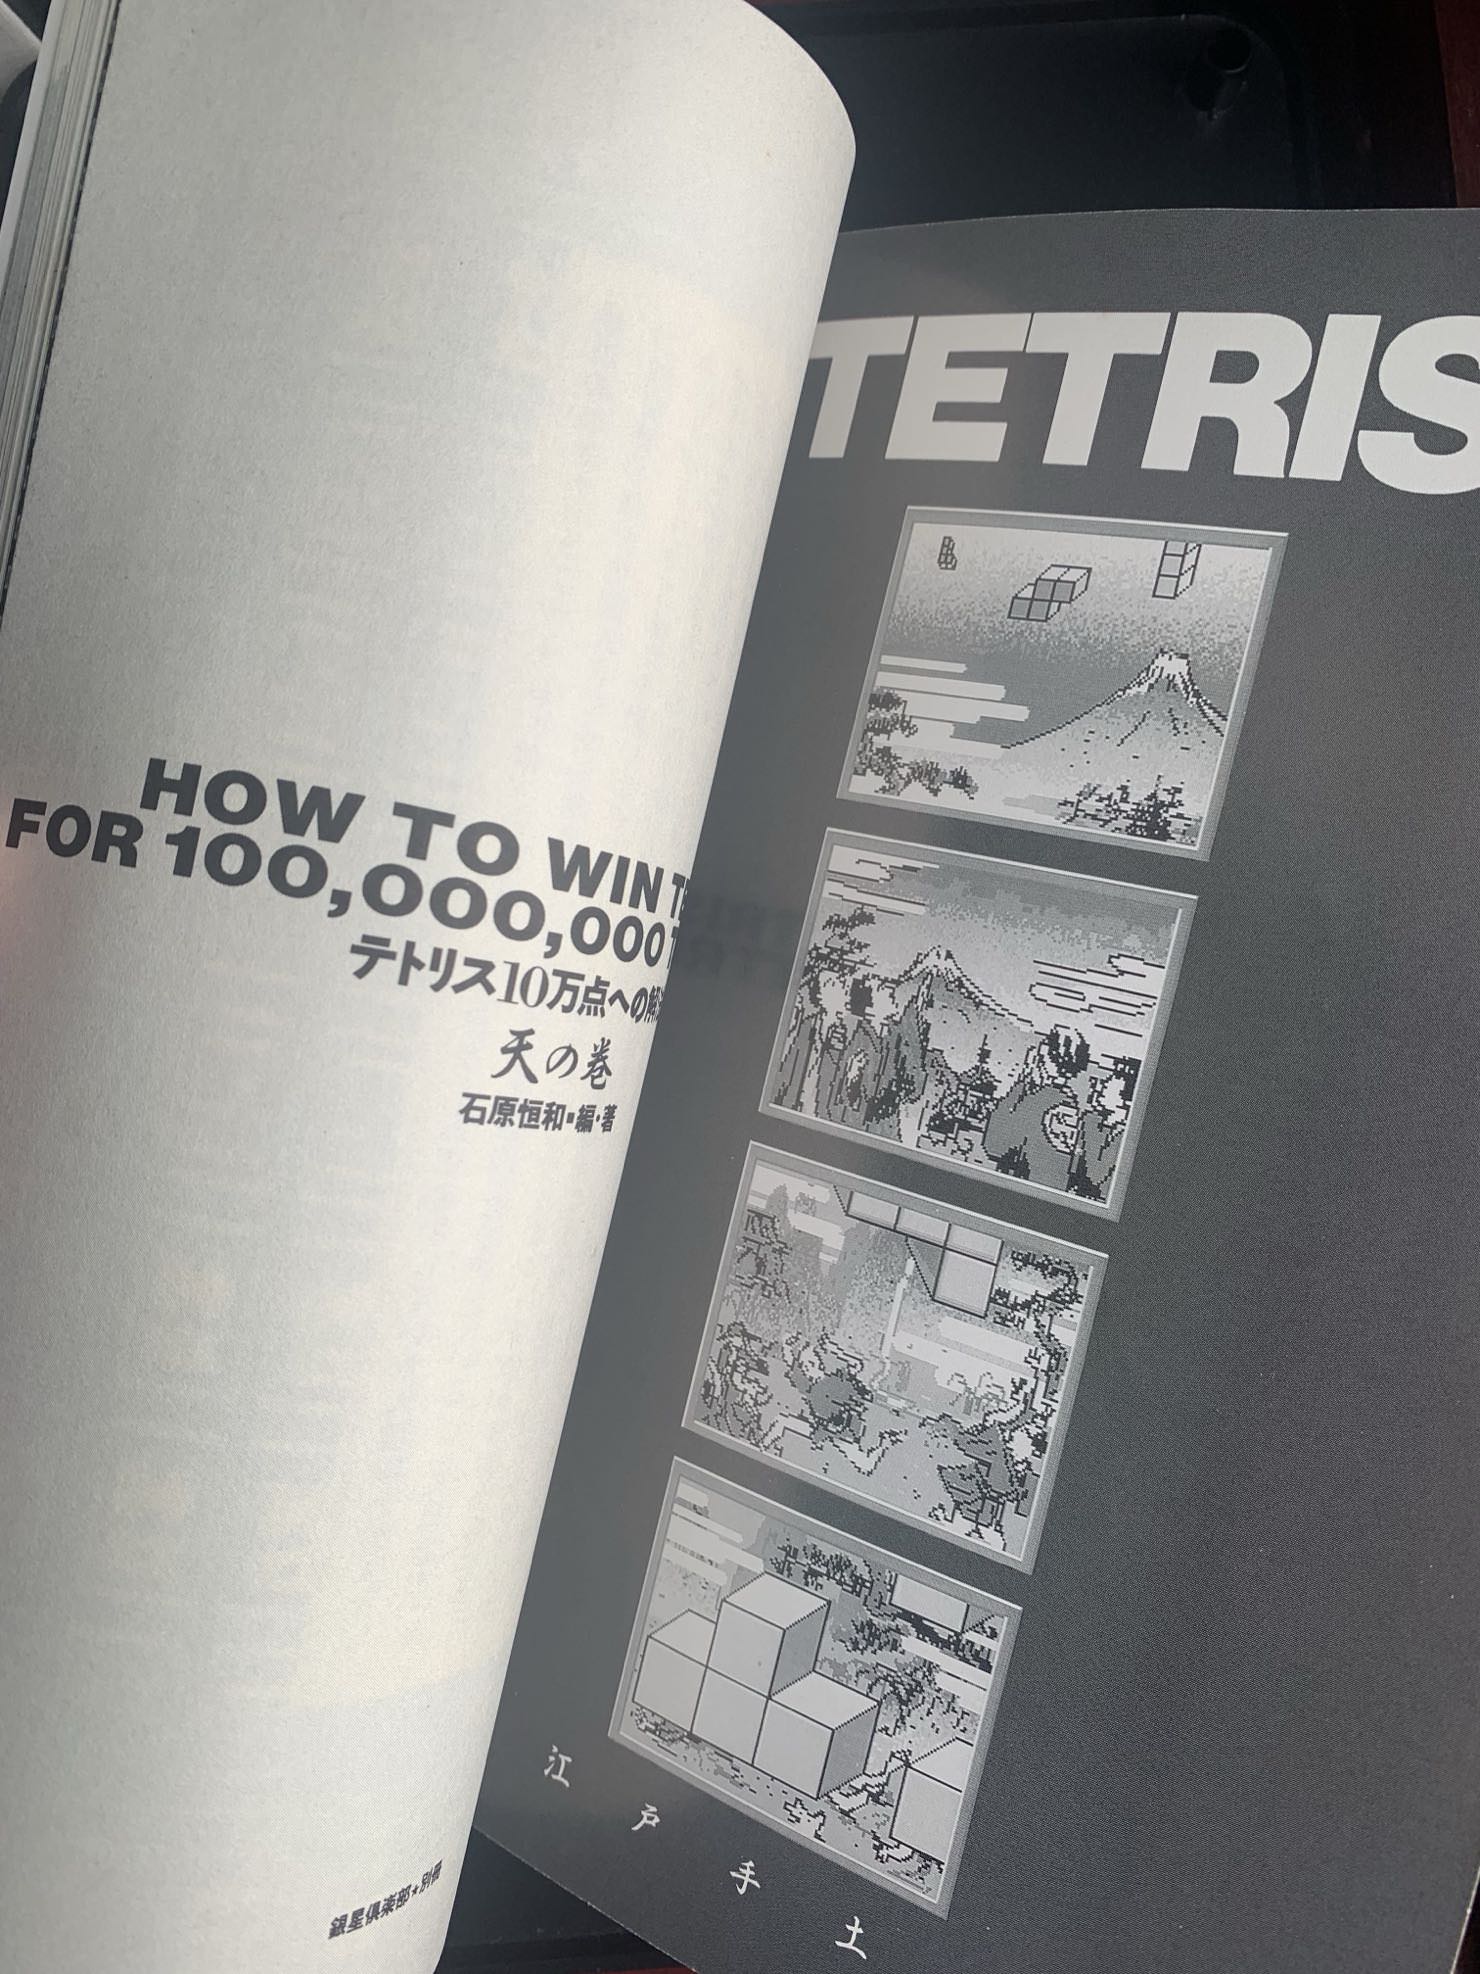 HOW TO WIN
FOR 100,000,000
テトリス10万点への解
天の巻
石原恒和■編・著
銀星倶楽部★別冊
TETRIS
江戸手土